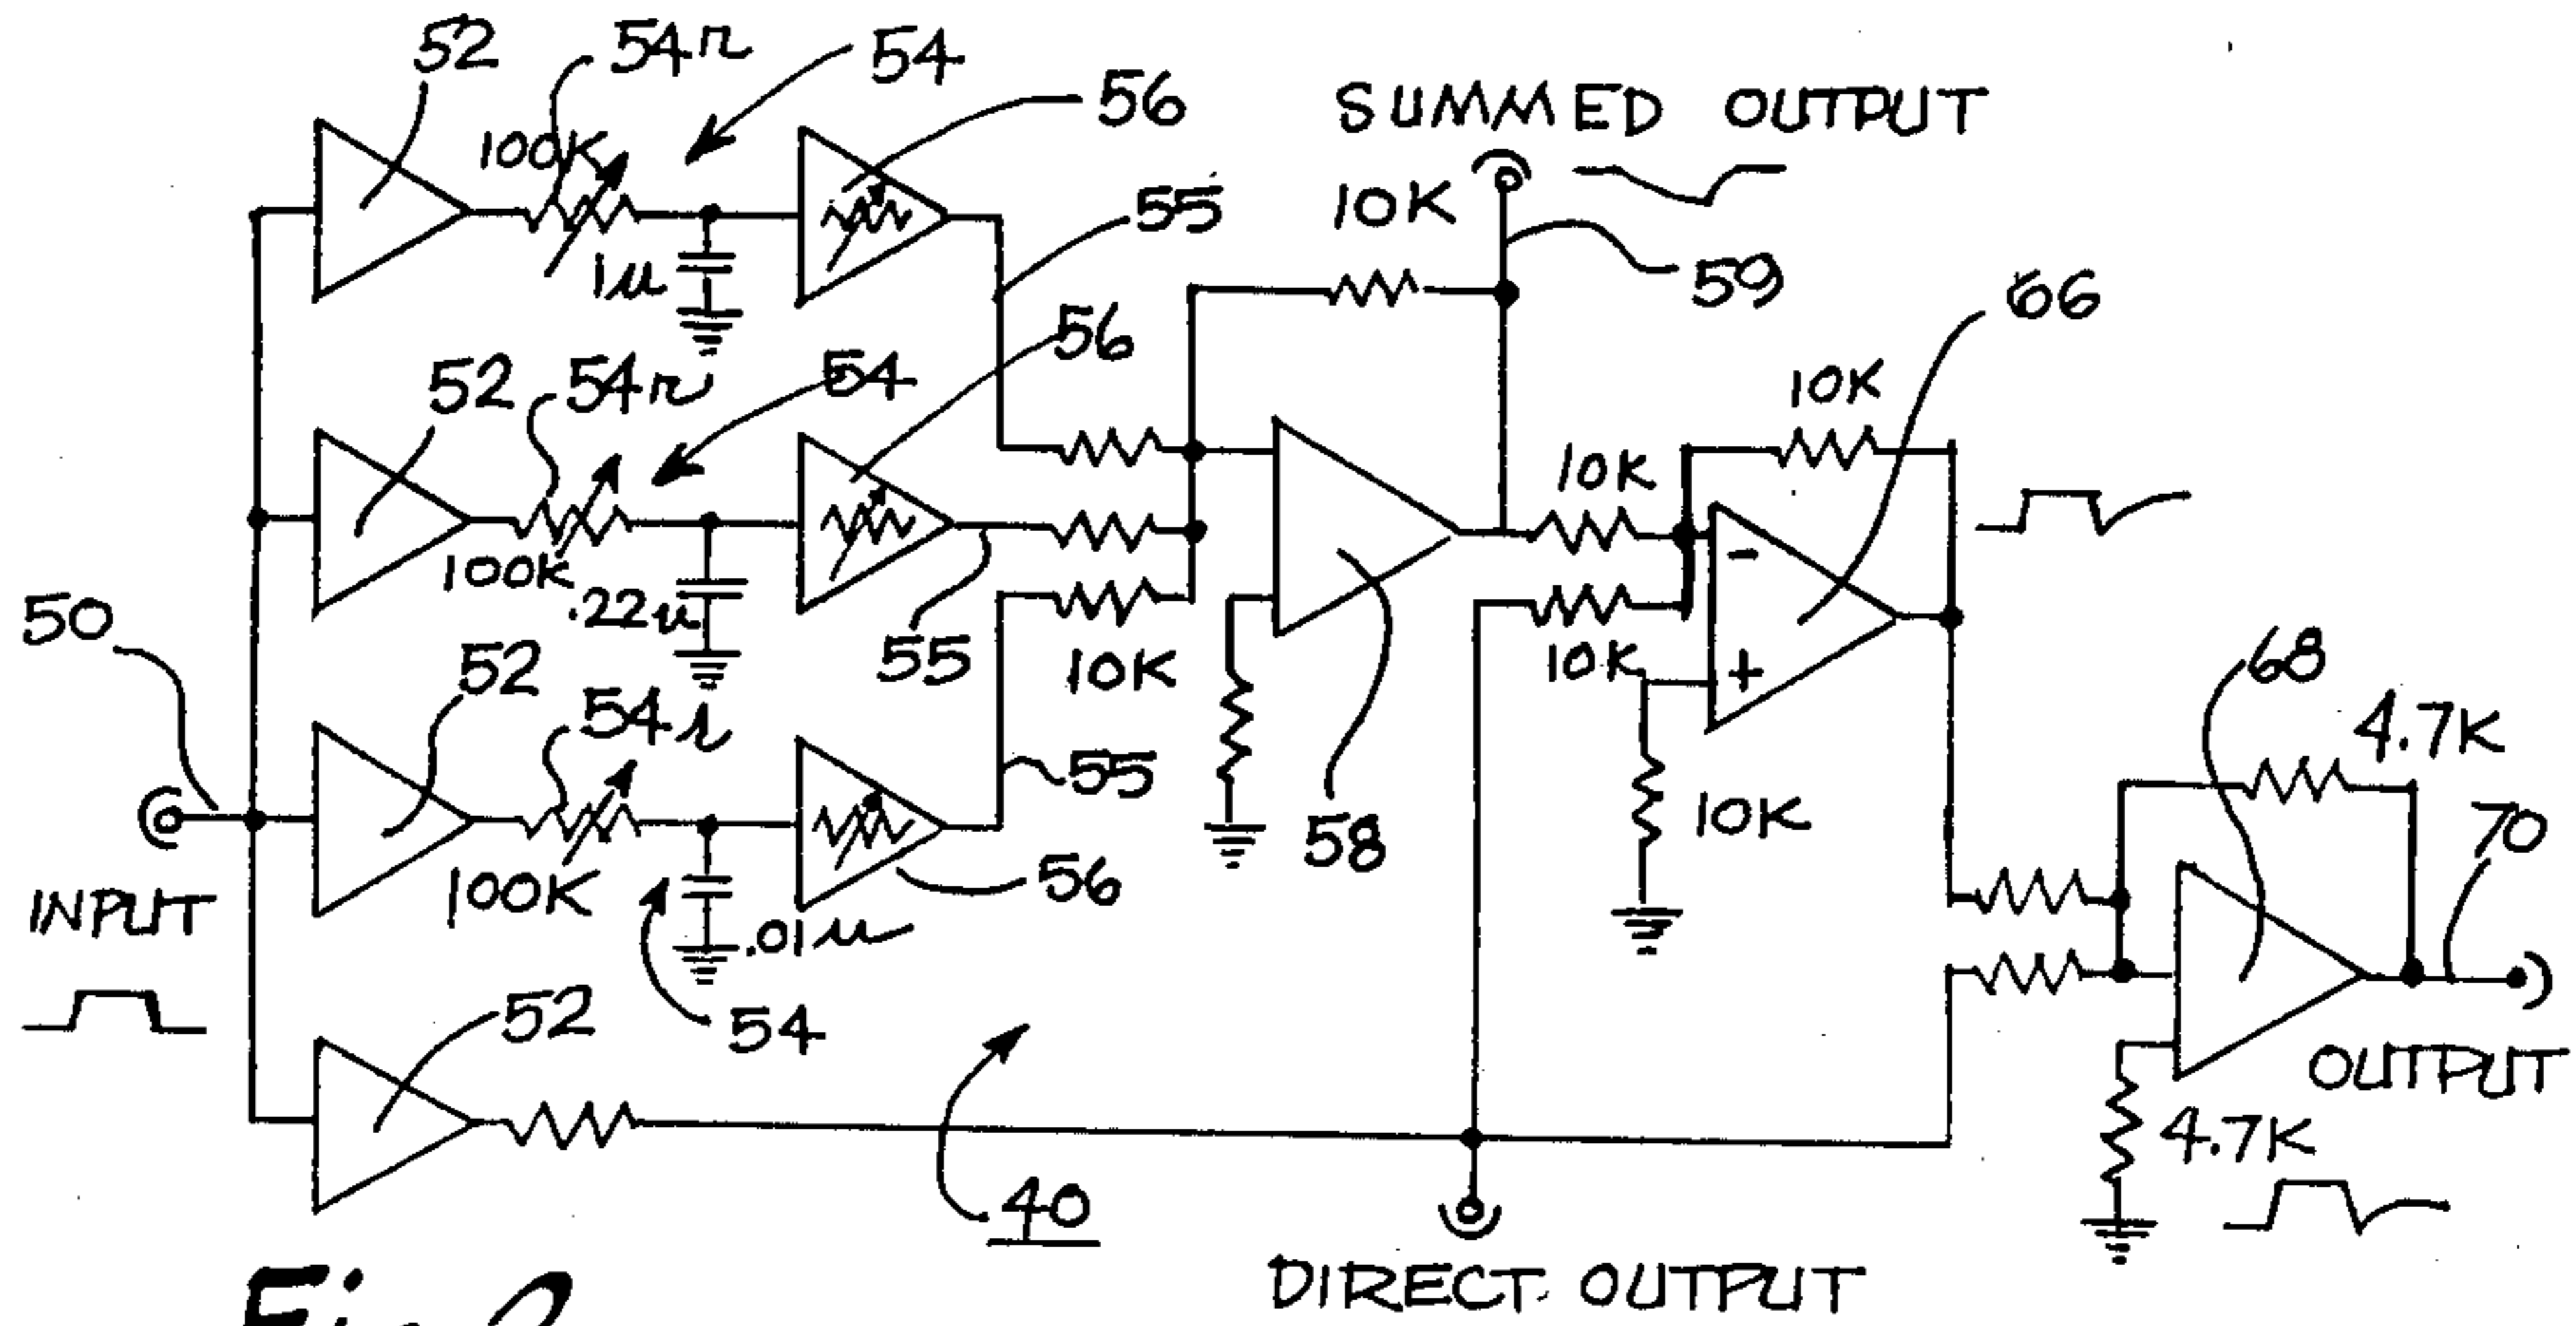 52
54r
54
56
SUMMED OUTPUT
100K
10K
55
1u
59
56
66
52
54r
54
10K
10K
100K
.22u
50
52
55
10K
10K
68
54r
55
4.7K
58
10K
70
INPUT
100K
56
.01u
52
54
OUTPUT
40
4.7K
DIRECT OUTPUT
-
+